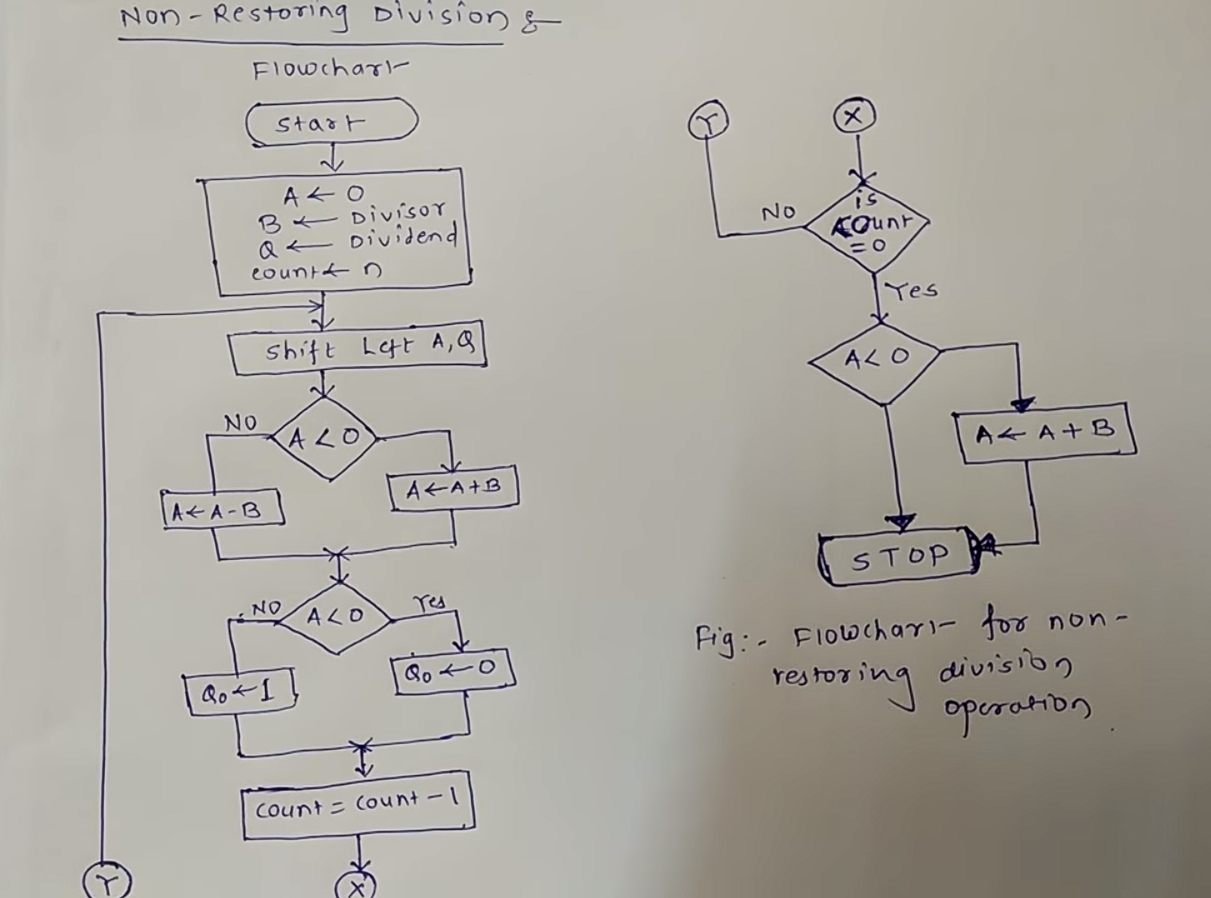 Non-Restoring Division :-
Flowchart
Start
A ← 0
B ← Divisor
Q ← Dividend
count ← n
Shift Left A, Q
A < 0
NO
A ← A - B
A ← A + B
A < 0
NO
Yes
Q0 ← 1
Q0 ← 0
count = count - 1
Y
X
Y
X
is
count
= 0
NO
Yes
A < 0
A ← A + B
STOP
Fig:- Flowchart for non-
restoring division
operation